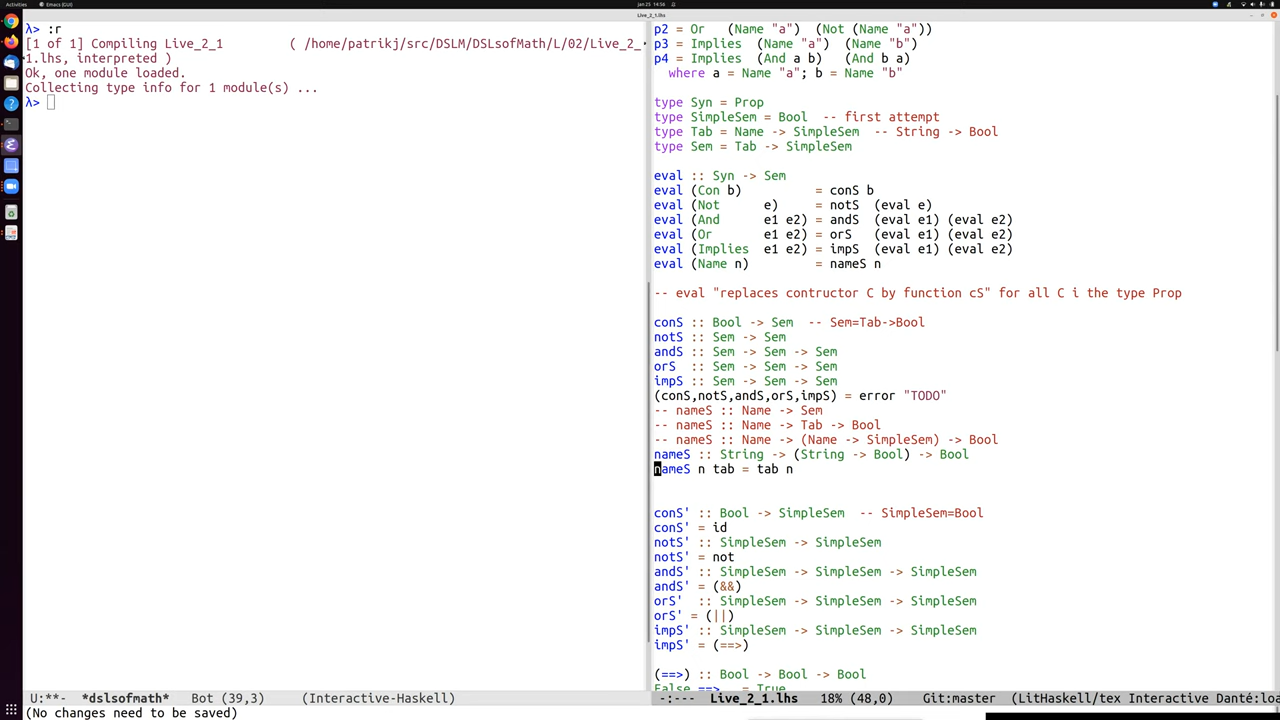 Activities
Emacs (GUI)
Jan 25 14:56
Live_2_1.lhs
λ> :r
[1 of 1] Compiling Live_2_1 ( /home/patrikj/src/DSLM/DSLsofMath/L/02/Live_2_
1.lhs, interpreted )
Ok, one module loaded.
Collecting type info for 1 module(s) ...
λ>
U:**- *dslsofmath* Bot (39,3) (Interactive-Haskell)
(No changes need to be saved)
p2 = Or (Name "a") (Not (Name "a"))
p3 = Implies (Name "a") (Name "b")
p4 = Implies (And a b) (And b a)
where a = Name "a"; b = Name "b"
type Syn = Prop
type SimpleSem = Bool -- first attempt
type Tab = Name -> SimpleSem -- String -> Bool
type Sem = Tab -> SimpleSem
eval :: Syn -> Sem
eval (Con b) = conS b
eval (Not e) = notS (eval e)
eval (And e1 e2) = andS (eval e1) (eval e2)
eval (Or e1 e2) = orS (eval e1) (eval e2)
eval (Implies e1 e2) = impS (eval e1) (eval e2)
eval (Name n) = nameS n
-- eval "replaces contructor C by function cS" for all C i the type Prop
conS :: Bool -> Sem -- Sem=Tab->Bool
notS :: Sem -> Sem
andS :: Sem -> Sem -> Sem
orS :: Sem -> Sem -> Sem
impS :: Sem -> Sem -> Sem
(conS,notS,andS,orS,impS) = error "TODO"
-- nameS :: Name -> Sem
-- nameS :: Name -> Tab -> Bool
-- nameS :: Name -> (Name -> SimpleSem) -> Bool
nameS :: String -> (String -> Bool) -> Bool
nameS n tab = tab n
conS' :: Bool -> SimpleSem -- SimpleSem=Bool
conS' = id
notS' :: SimpleSem -> SimpleSem
notS' = not
andS' :: SimpleSem -> SimpleSem -> SimpleSem
andS' = (&&)
orS' :: SimpleSem -> SimpleSem -> SimpleSem
orS' = (||)
impS' :: SimpleSem -> SimpleSem -> SimpleSem
impS' = (==>)
(==>) :: Bool -> Bool -> Bool
False ==> _ = True
-:--- Live_2_1.lhs 18% (48,0) Git:master (LitHaskell/tex Interactive Danté:loa